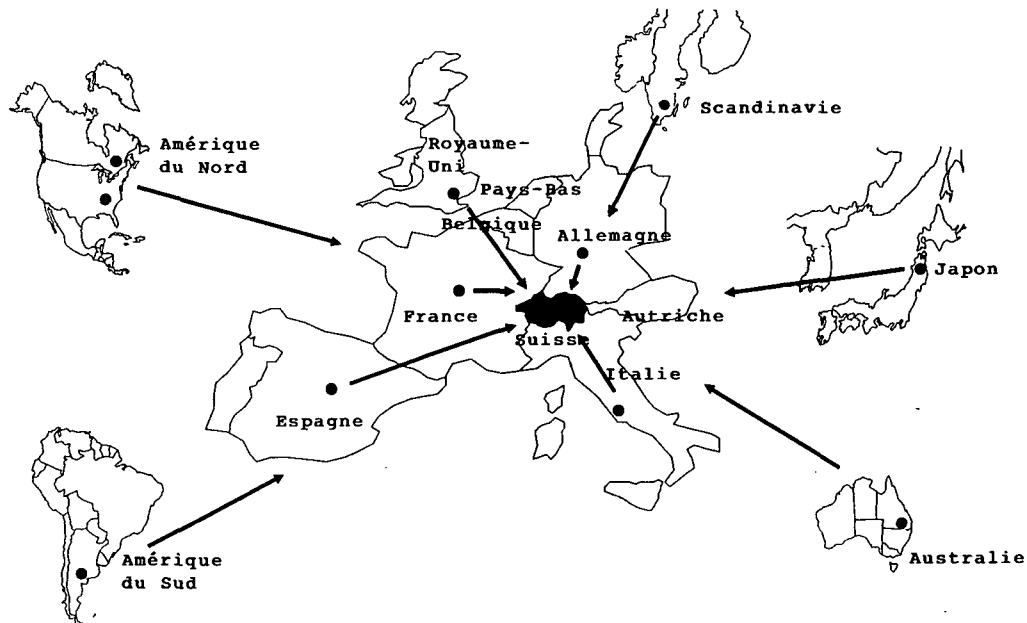 Scandinavie
Amérique
du Nord
Royaume-
Uni
Pays-Bas
Belgique
Allemagne
Japon
France
Autriche
Suisse
Italie
Espagne
Amérique
du Sud
Australie